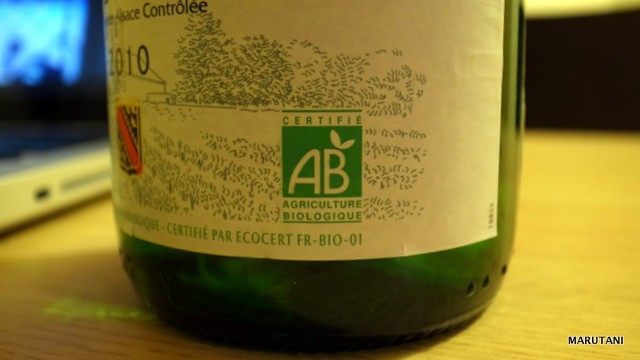 Alsace Contrôlée
2010
CERTIFIÉ
AB
AGRICULTURE
BIOLOGIQUE
- CERTIFIÉ PAR ECOCERT FR-BIO-01
MARUTANI